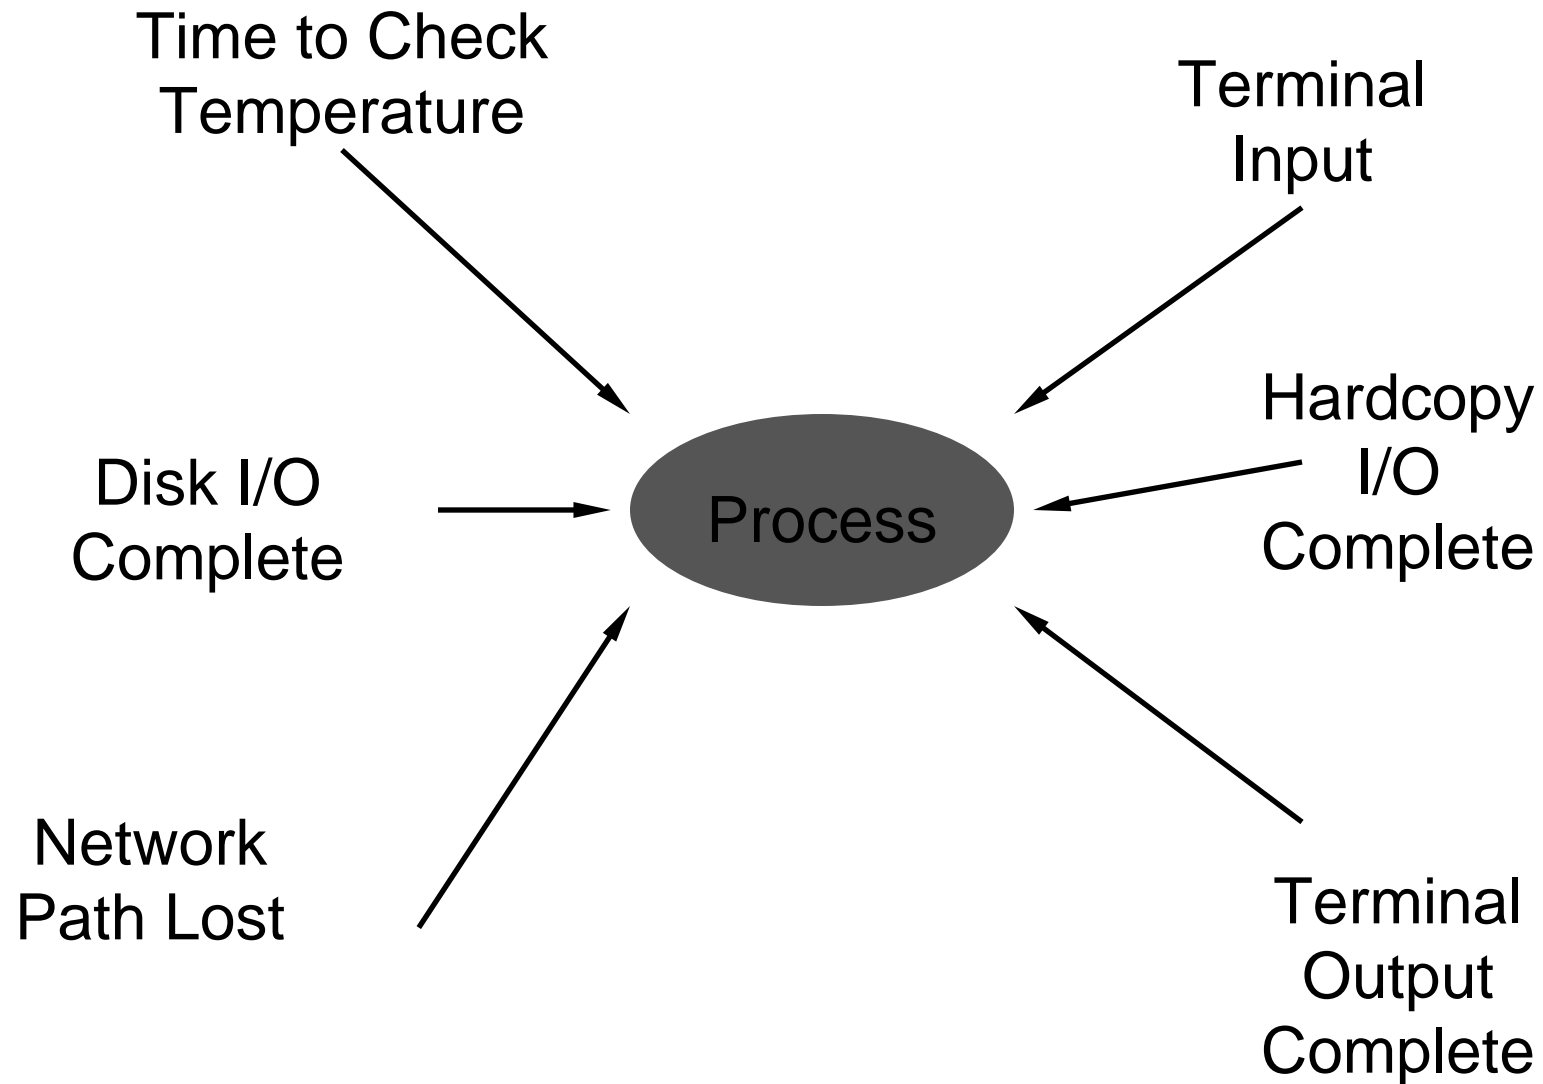 Time to Check
Temperature
Terminal
Input
Hardcopy
I/O
Complete
Disk I/O
Complete
Process
Network
Path Lost
Terminal
Output
Complete